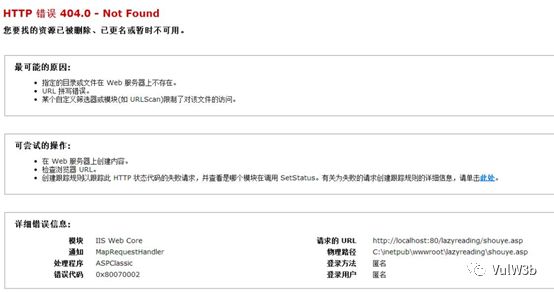 HTTP 错误 404.0 - Not Found
您要找的资源已被删除、已更名或暂时不可用。
最可能的原因:
指定的目录或文件在 Web 服务器上不存在。
URL 拼写错误。
某个自定义筛选器或模块(如 URLScan)限制了对该文件的访问。
可尝试的操作:
在 Web 服务器上创建内容。
检查浏览器 URL。
创建跟踪规则以跟踪此 HTTP 状态代码的失败请求,并查看是哪个模块在调用 SetStatus。有关为失败的请求创建跟踪规则的详细信息,请单击此处。
详细错误信息:
模块 IIS Web Core 请求的 URL http://localhost:80/lazyreading/shouye.asp
通知 MapRequestHandler 物理路径 C:\inetpub\wwwroot\lazyreading\shouye.asp
处理程序 ASPClassic 登录方法 匿名
错误代码 0x80070002 登录用户 匿名
VulW3b